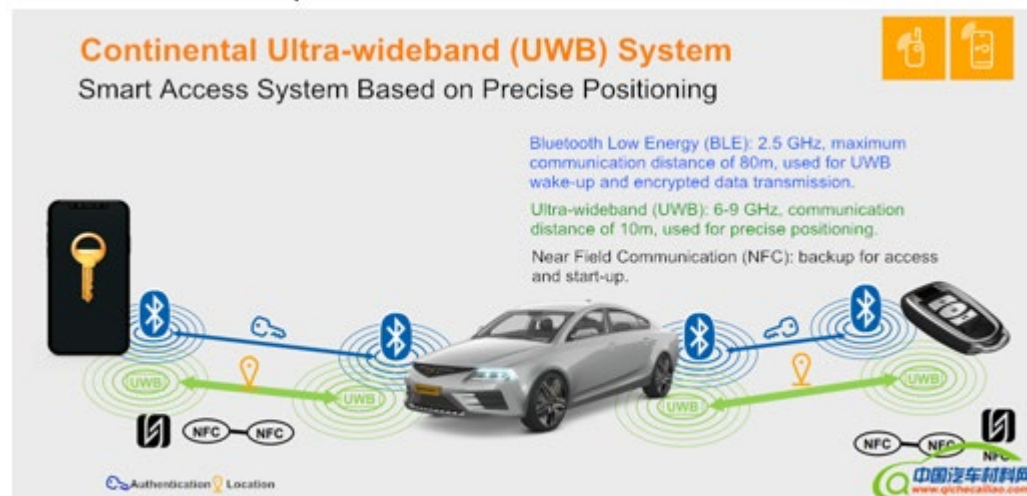 Continental Ultra-wideband (UWB) System
Smart Access System Based on Precise Positioning
Bluetooth Low Energy (BLE): 2.5 GHz, maximum
communication distance of 80m, used for UWB
wake-up and encrypted data transmission.
Ultra-wideband (UWB): 6-9 GHz, communication
distance of 10m, used for precise positioning.
Near Field Communication (NFC): backup for access
and start-up.
UWB
UWB
UWB
UWB
NFC
NFC
NFC
NFC
NFC
Authentication
Location
中国汽车材料网
www.qichecailiao.com